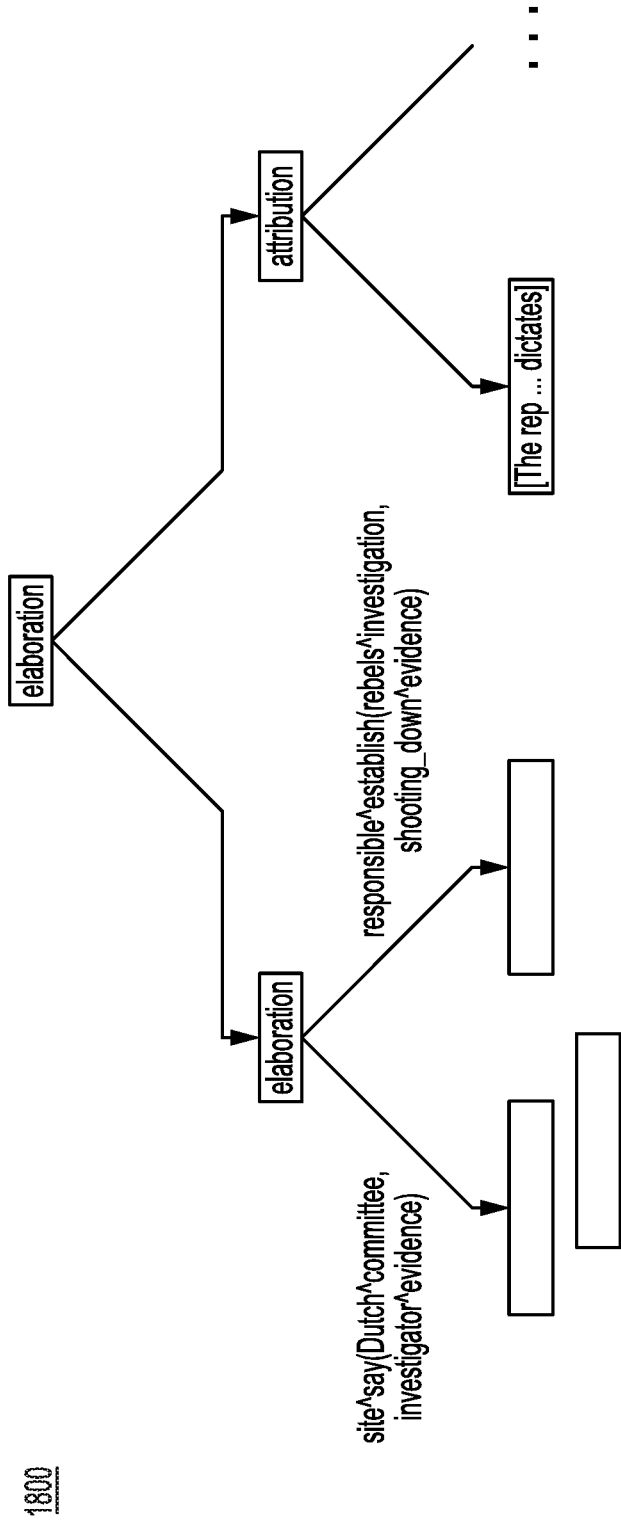 1800
elaboration
elaboration
attribution
site^say(Dutch^committee,
investigator^evidence)
responsible^establish(rebels^investigation,
shooting_down^evidence)
[The rep ... dictates]
...